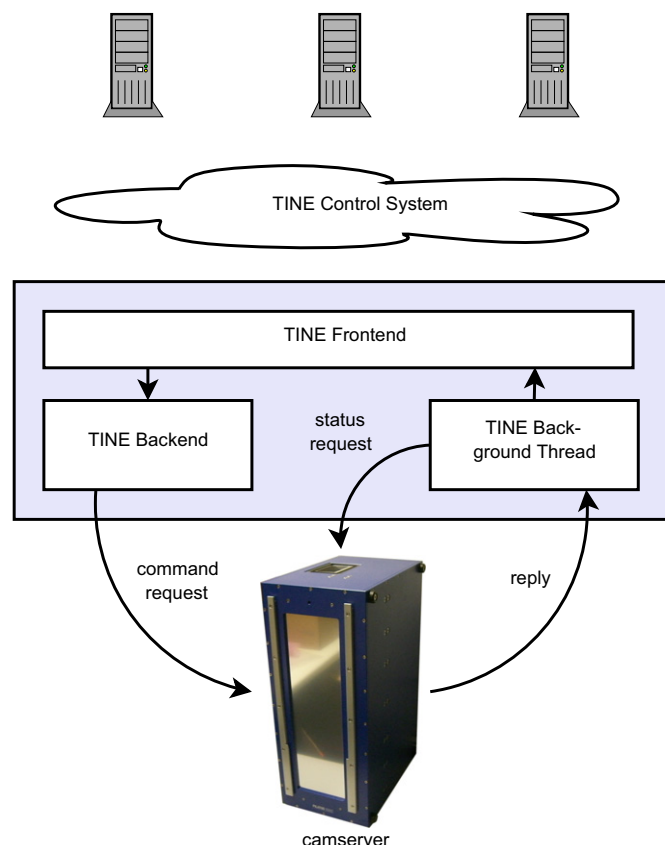 TINE Control System
TINE Frontend
TINE Backend
status
request
TINE Back-
ground Thread
command
request
reply
camserver